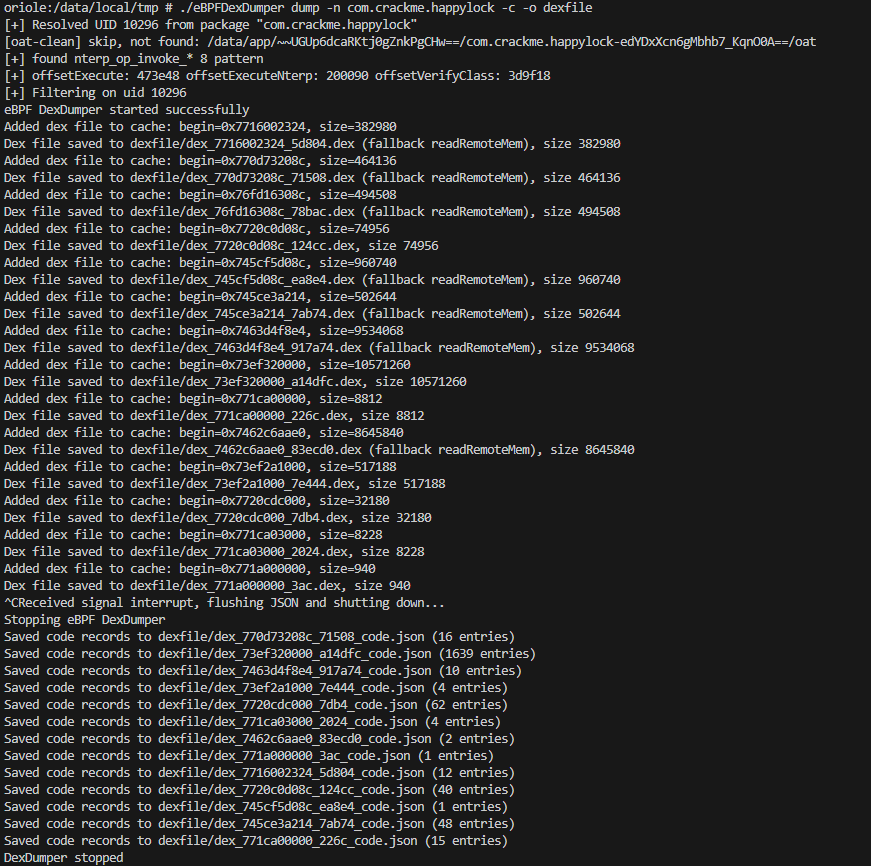 oriole:/data/local/tmp # ./eBPFDexDumper dump -n com.crackme.happylock -c -o dexfile
[+] Resolved UID 10296 from package "com.crackme.happylock"
[oat-clean] skip, not found: /data/app/~~UGUp6dcaRKtj0gZnkPgCHw==/com.crackme.happylock-edYDxXcn6gMbhb7_KqnO0A==/oat
[+] found nterp_op_invoke_* 8 pattern
[+] offsetExecute: 473e48 offsetExecuteNterp: 200090 offsetVerifyClass: 3d9f18
[+] Filtering on uid 10296
eBPF DexDumper started successfully
Added dex file to cache: begin=0x7716002324, size=382980
Dex file saved to dexfile/dex_7716002324_5d804.dex (fallback readRemoteMem), size 382980
Added dex file to cache: begin=0x770d73208c, size=464136
Dex file saved to dexfile/dex_770d73208c_71508.dex (fallback readRemoteMem), size 464136
Added dex file to cache: begin=0x76fd16308c, size=494508
Dex file saved to dexfile/dex_76fd16308c_78bac.dex (fallback readRemoteMem), size 494508
Added dex file to cache: begin=0x7720c0d08c, size=74956
Dex file saved to dexfile/dex_7720c0d08c_124cc.dex, size 74956
Added dex file to cache: begin=0x745cf5d08c, size=960740
Dex file saved to dexfile/dex_745cf5d08c_ea8e4.dex (fallback readRemoteMem), size 960740
Added dex file to cache: begin=0x745ce3a214, size=502644
Dex file saved to dexfile/dex_745ce3a214_7ab74.dex (fallback readRemoteMem), size 502644
Added dex file to cache: begin=0x7463d4f8e4, size=9534068
Dex file saved to dexfile/dex_7463d4f8e4_917a74.dex (fallback readRemoteMem), size 9534068
Added dex file to cache: begin=0x73ef320000, size=10571260
Dex file saved to dexfile/dex_73ef320000_a14dfc.dex, size 10571260
Added dex file to cache: begin=0x771ca00000, size=8812
Dex file saved to dexfile/dex_771ca00000_226c.dex, size 8812
Added dex file to cache: begin=0x7462c6aae0, size=8645840
Dex file saved to dexfile/dex_7462c6aae0_83ecd0.dex (fallback readRemoteMem), size 8645840
Added dex file to cache: begin=0x73ef2a1000, size=517188
Dex file saved to dexfile/dex_73ef2a1000_7e444.dex, size 517188
Added dex file to cache: begin=0x7720cdc000, size=32180
Dex file saved to dexfile/dex_7720cdc000_7db4.dex, size 32180
Added dex file to cache: begin=0x771ca03000, size=8228
Dex file saved to dexfile/dex_771ca03000_2024.dex, size 8228
Added dex file to cache: begin=0x771a000000, size=940
Dex file saved to dexfile/dex_771a000000_3ac.dex, size 940
^CReceived signal interrupt, flushing JSON and shutting down...
Stopping eBPF DexDumper
Saved code records to dexfile/dex_770d73208c_71508_code.json (16 entries)
Saved code records to dexfile/dex_73ef320000_a14dfc_code.json (1639 entries)
Saved code records to dexfile/dex_7463d4f8e4_917a74_code.json (10 entries)
Saved code records to dexfile/dex_73ef2a1000_7e444_code.json (4 entries)
Saved code records to dexfile/dex_7720cdc000_7db4_code.json (62 entries)
Saved code records to dexfile/dex_771ca03000_2024_code.json (4 entries)
Saved code records to dexfile/dex_7462c6aae0_83ecd0_code.json (2 entries)
Saved code records to dexfile/dex_771a000000_3ac_code.json (1 entries)
Saved code records to dexfile/dex_7716002324_5d804_code.json (12 entries)
Saved code records to dexfile/dex_7720c0d08c_124cc_code.json (40 entries)
Saved code records to dexfile/dex_745cf5d08c_ea8e4_code.json (1 entries)
Saved code records to dexfile/dex_745ce3a214_7ab74_code.json (48 entries)
Saved code records to dexfile/dex_771ca00000_226c_code.json (15 entries)
DexDumper stopped